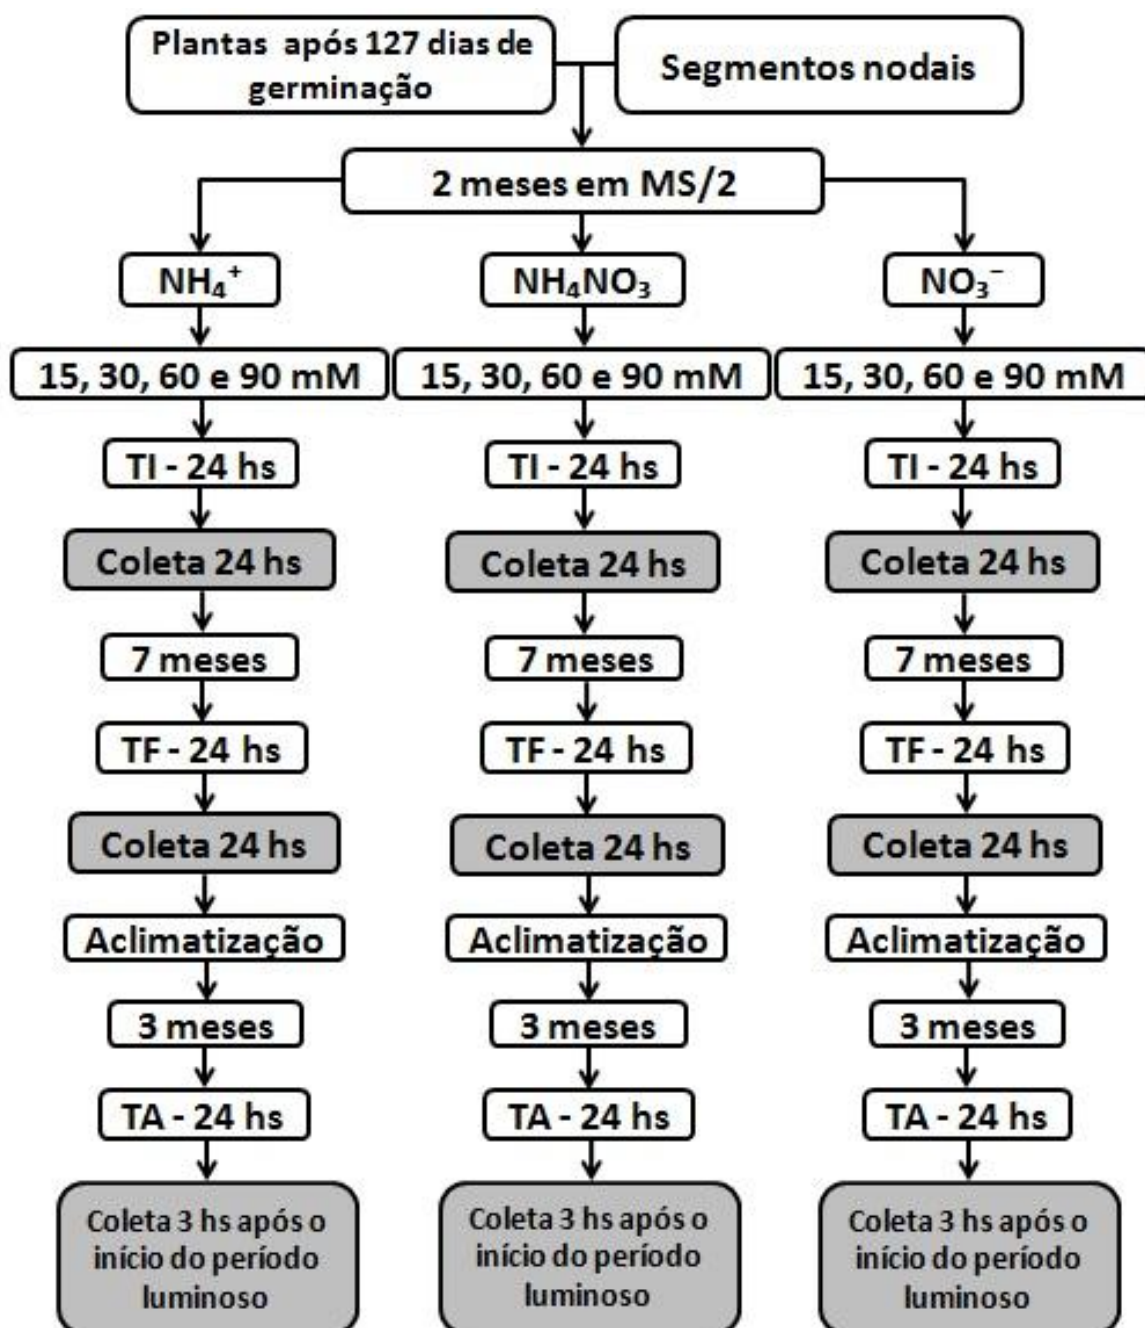 Plantas após 127 dias de
germinação
Segmentos nodais
2 meses em MS/2
NH₄⁺
NH₄NO₃
NO₃⁻
15, 30, 60 e 90 mM
15, 30, 60 e 90 mM
15, 30, 60 e 90 mM
TI - 24 hs
TI - 24 hs
TI - 24 hs
Coleta 24 hs
Coleta 24 hs
Coleta 24 hs
7 meses
7 meses
7 meses
TF - 24 hs
TF - 24 hs
TF - 24 hs
Coleta 24 hs
Coleta 24 hs
Coleta 24 hs
Aclimatização
Aclimatização
Aclimatização
3 meses
3 meses
3 meses
TA - 24 hs
TA - 24 hs
TA - 24 hs
Coleta 3 hs após o
início do período
luminoso
Coleta 3 hs após o
início do período
luminoso
Coleta 3 hs após o
início do período
luminoso